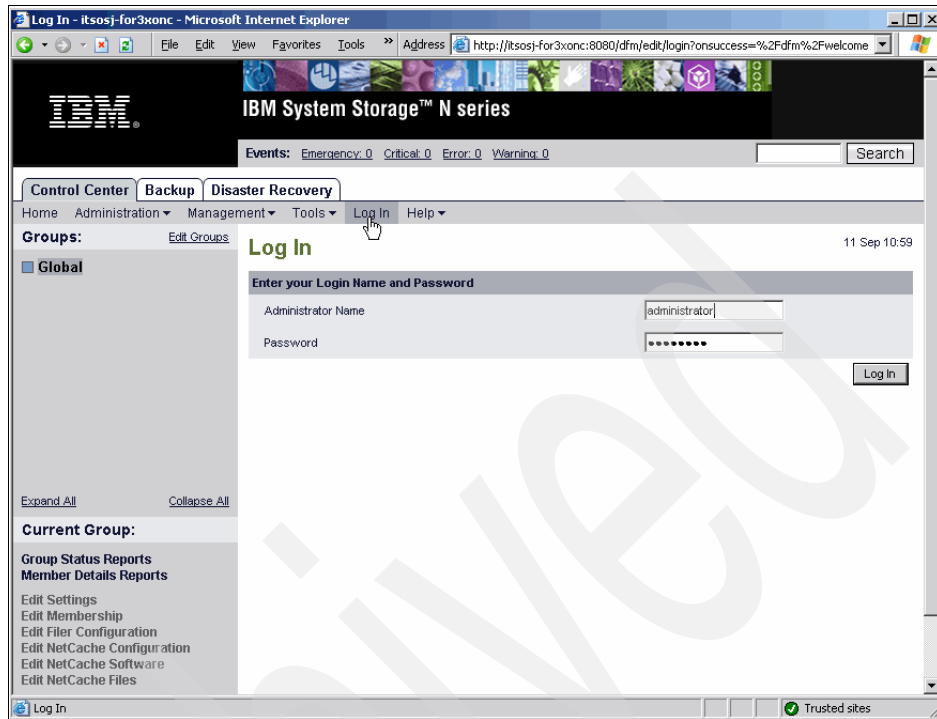 Log In - itsosj-for3xonc - Microsoft Internet Explorer
File Edit View Favorites Tools » Address http://itsosj-for3xonc:8080/dfm/edit/login?onsuccess=%2Fdfm%2Fwelcome
IBM®
IBM System Storage™ N series
Events: Emergency: 0 Critical: 0 Error: 0 Warning: 0 Search
Control Center Backup Disaster Recovery
Home Administration Management Tools Log In Help
Groups: Edit Groups
Global
Log In 11 Sep 10:59
Enter your Login Name and Password
Administrator Name administrator
Password ••••••••
Log In
Expand All Collapse All
Current Group:
Group Status Reports
Member Details Reports
Edit Settings
Edit Membership
Edit Filer Configuration
Edit NetCache Configuration
Edit NetCache Software
Edit NetCache Files
Log In Trusted sites